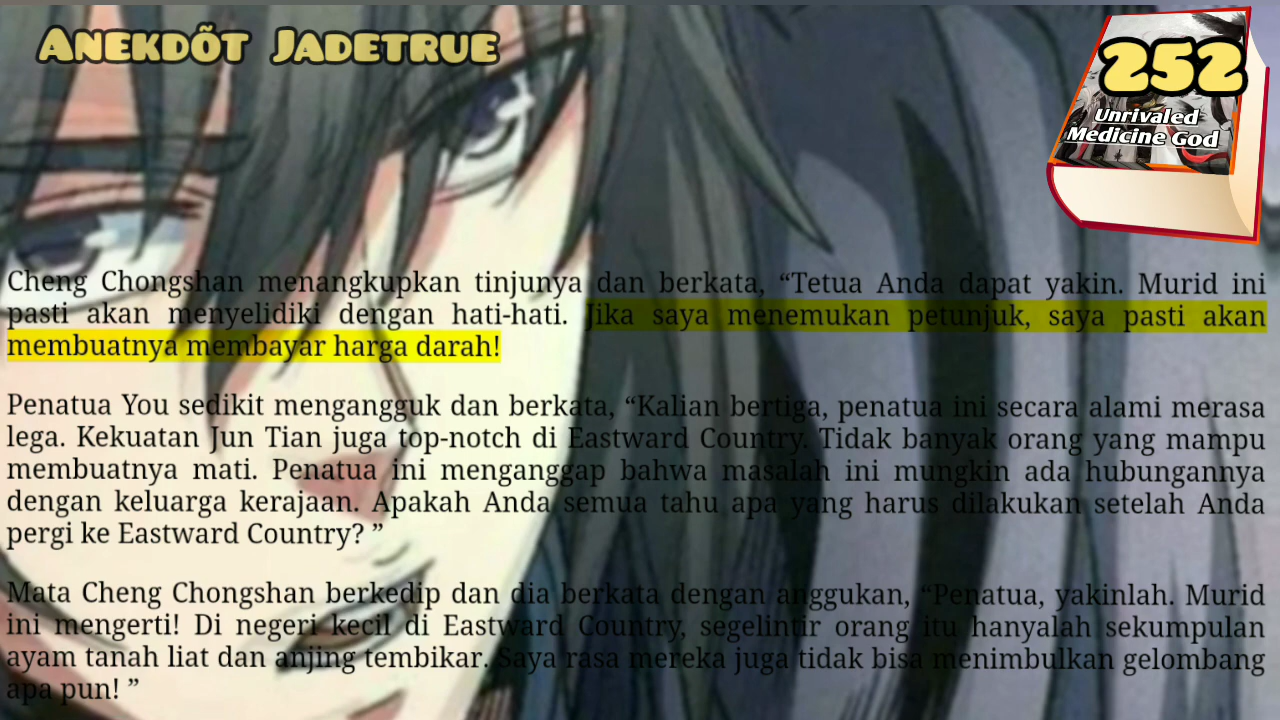 Anekdõt Jadetrue
252
Unrivaled
Medicine God
Cheng Chongshan menangkupkan tinjunya dan berkata, “Tetua Anda dapat yakin. Murid ini
pasti akan menyelidiki dengan hati-hati. Jika saya menemukan petunjuk, saya pasti akan
membuatnya membayar harga darah!
Penatua You sedikit mengangguk dan berkata, “Kalian bertiga, penatua ini secara alami merasa
lega. Kekuatan Jun Tian juga top-notch di Eastward Country. Tidak banyak orang yang mampu
membuatnya mati. Penatua ini menganggap bahwa masalah ini mungkin ada hubungannya
dengan keluarga kerajaan. Apakah Anda semua tahu apa yang harus dilakukan setelah Anda
pergi ke Eastward Country? ”
Mata Cheng Chongshan berkedip dan dia berkata dengan anggukan, “Penatua, yakinlah. Murid
ini mengerti! Di negeri kecil di Eastward Country, segelintir orang itu hanyalah sekumpulan
ayam tanah liat dan anjing tembikar. Saya rasa mereka juga tidak bisa menimbulkan gelombang
apa pun! ”